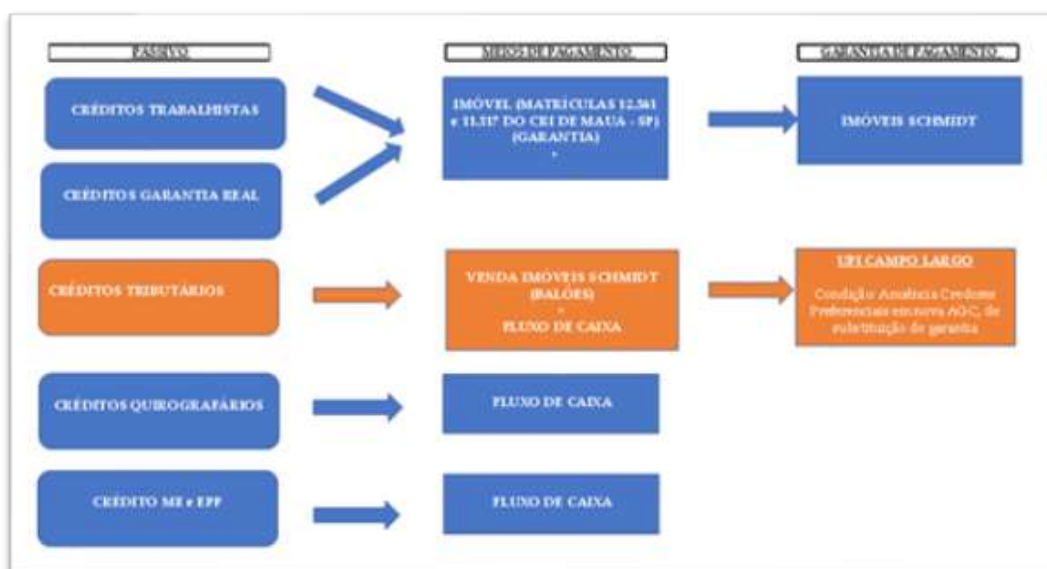 PASSIVO
MEIOS DE PAGAMENTO
GARANTIA DE PAGAMENTO
CRÉDITOS TRABALHISTAS
IMÓVEL (MATRÍCULAS 12.561
e 11.317 DO CRI DE MAUA - SP)
(GARANTIA)
+
IMÓVEIS SCHMIDT
CRÉDITOS GARANTIA REAL
CRÉDITOS TRIBUTÁRIOS
VENDA IMÓVEIS SCHMIDT
(BALÕES)
+
FLUXO DE CAIXA
UPI CAMPO LARGO
Condição: Anuência Credores
Preferenciais em nova AGC, de
substituição de garantia
CRÉDITOS QUIROGRAFÁRIOS
FLUXO DE CAIXA
CRÉDITO ME e EPP
FLUXO DE CAIXA